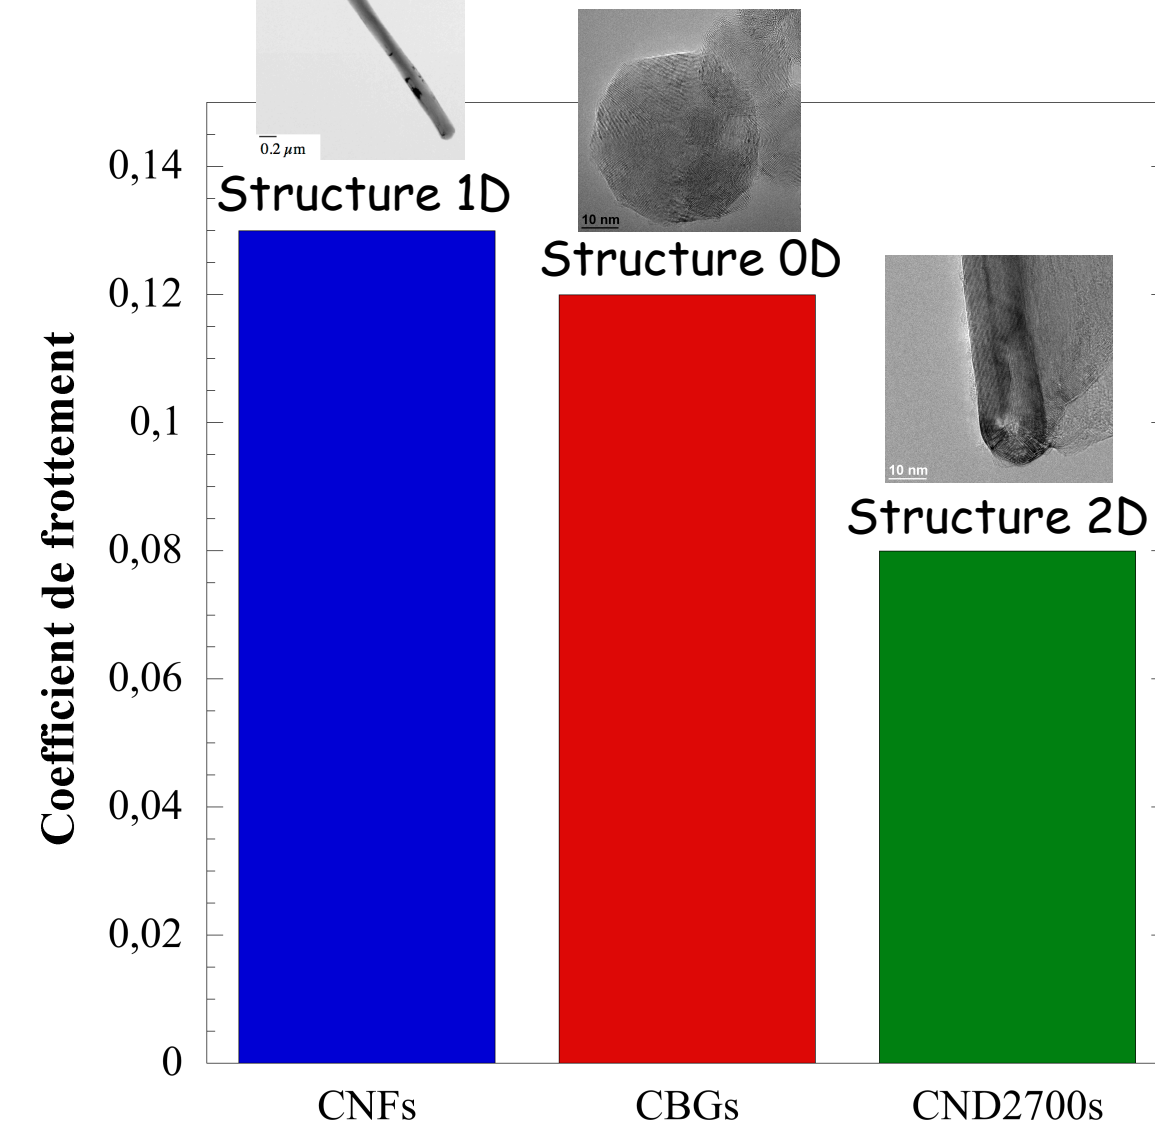 0.2 µm
10 nm
Structure 1D
Structure 0D
10 nm
Structure 2D
Coefficient de frottement
0,14
0,12
0,1
0,08
0,06
0,04
0,02
0
CNFs
CBGs
CND2700s